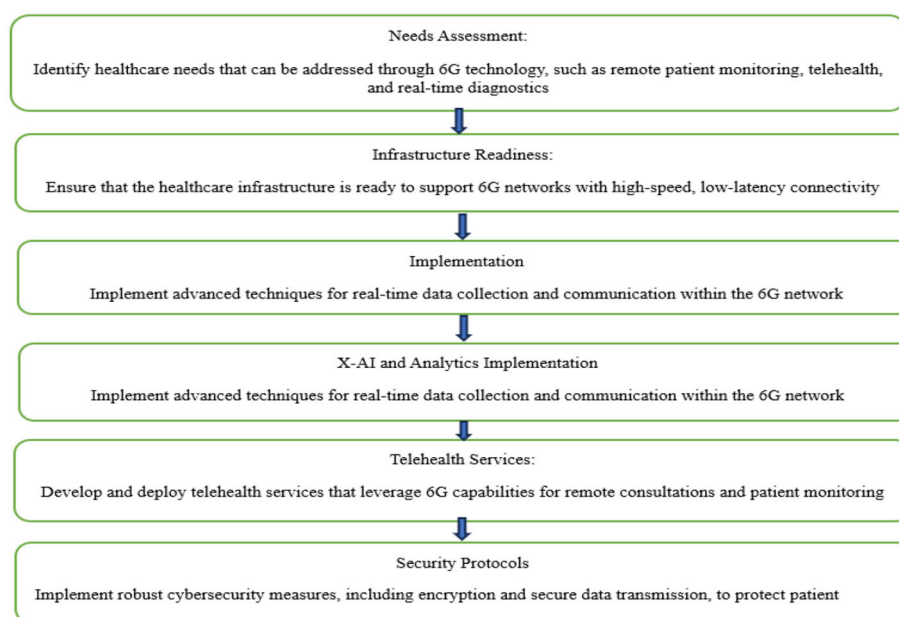 Needs Assessment:
Identify healthcare needs that can be addressed through 6G technology, such as remote patient monitoring, telehealth,
and real-time diagnostics
Infrastructure Readiness:
Ensure that the healthcare infrastructure is ready to support 6G networks with high-speed, low-latency connectivity
Implementation
Implement advanced techniques for real-time data collection and communication within the 6G network
X-AI and Analytics Implementation
Implement advanced techniques for real-time data collection and communication within the 6G network
Telehealth Services:
Develop and deploy telehealth services that leverage 6G capabilities for remote consultations and patient monitoring
Security Protocols
Implement robust cybersecurity measures, including encryption and secure data transmission, to protect patient